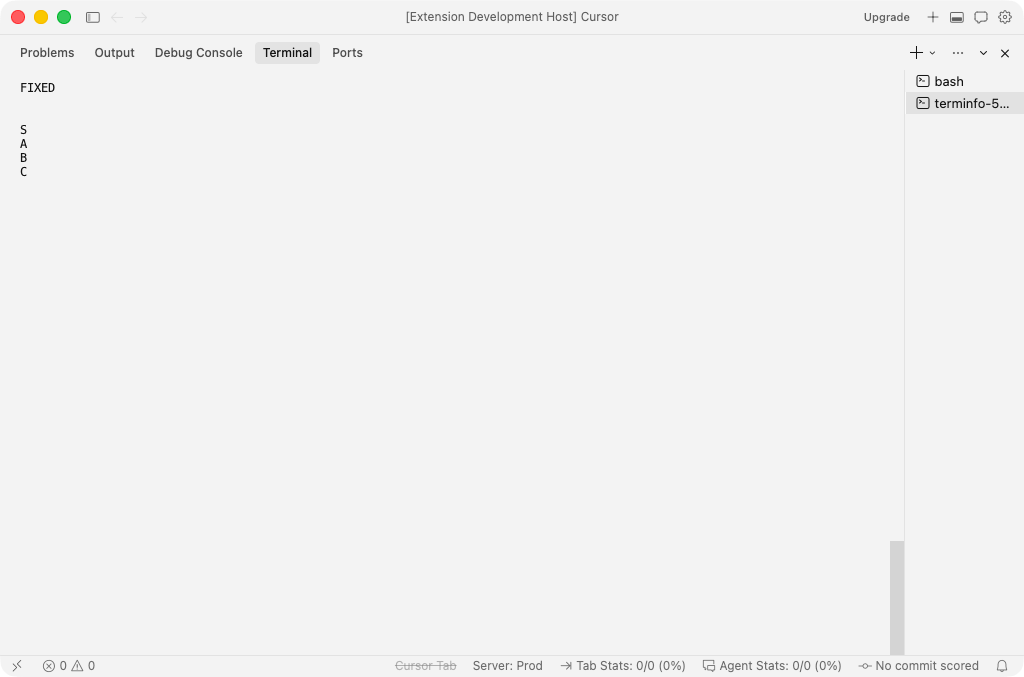 [Extension Development Host] Cursor
Upgrade
Problems Output Debug Console Terminal Ports
FIXED
S
A
B
C
bash
terminfo-5...
0 0 Cursor Tab Server: Prod Tab Stats: 0/0 (0%) Agent Stats: 0/0 (0%) No commit scored